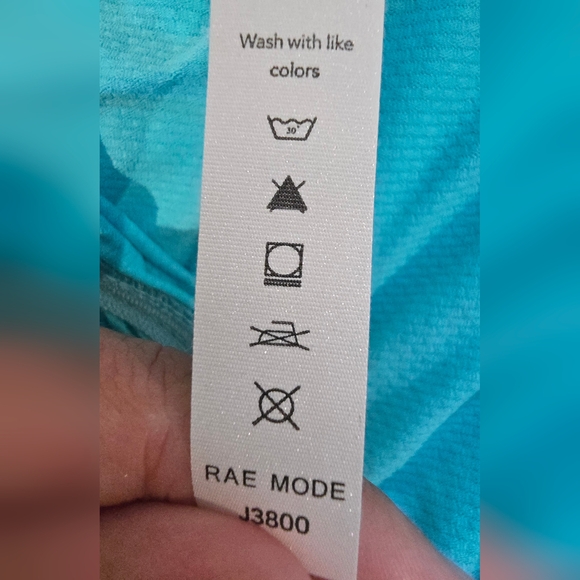 Wash with like
colors
30°
RAE MODE
J3800